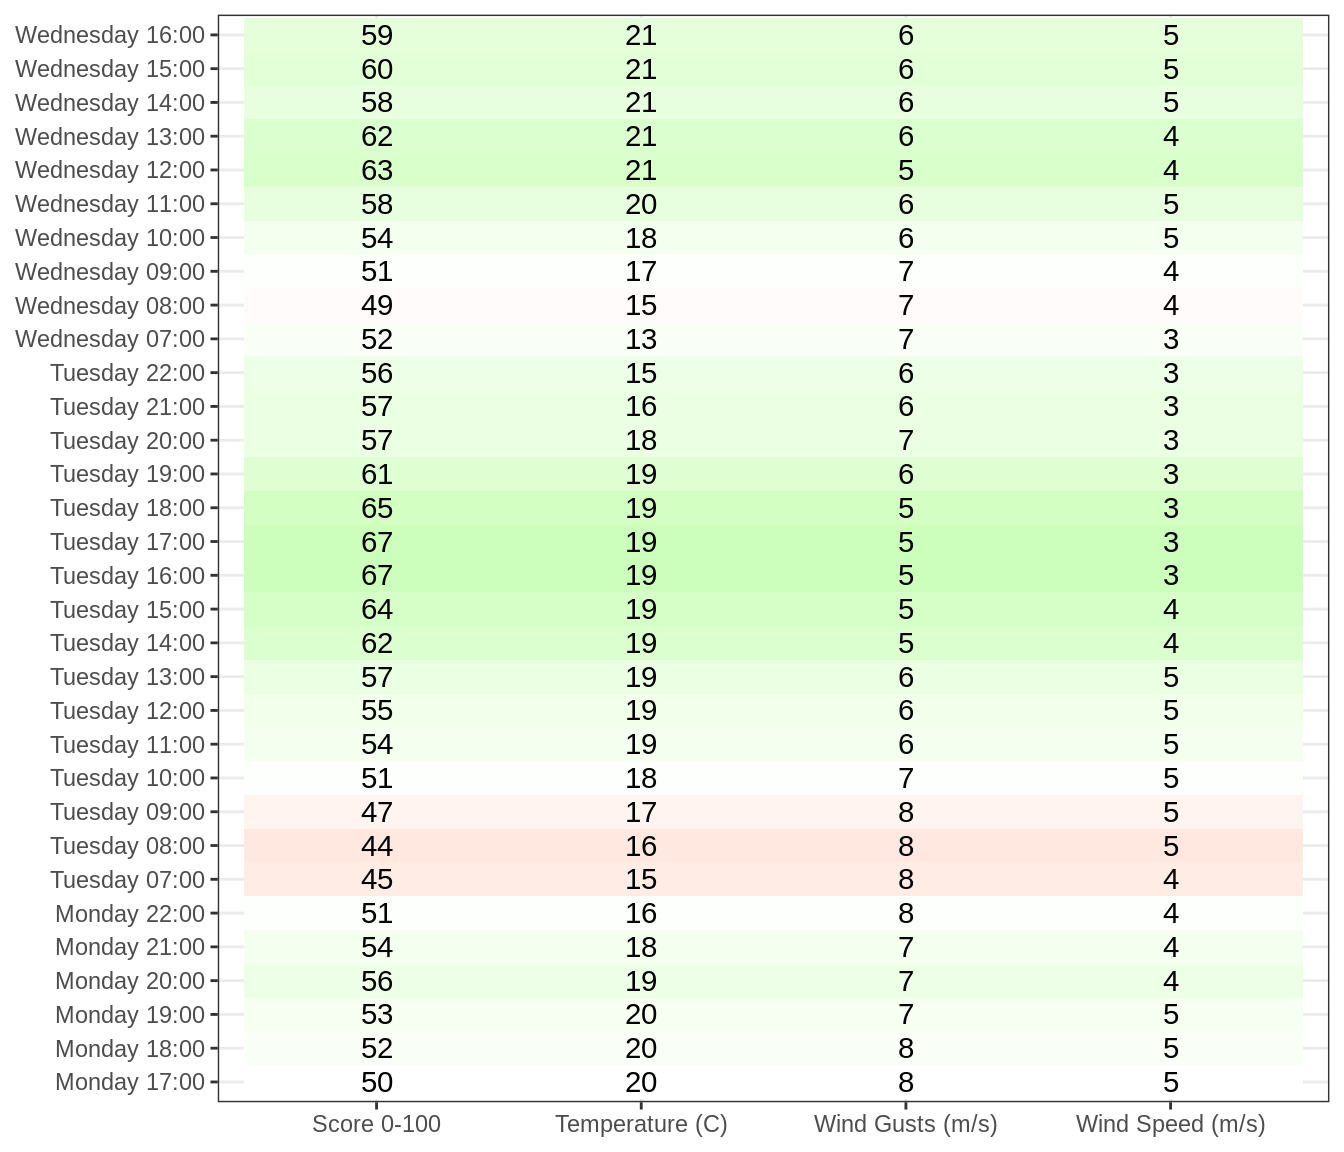 Wednesday 16:00 59 21 6 5
Wednesday 15:00 60 21 6 5
Wednesday 14:00 58 21 6 5
Wednesday 13:00 62 21 6 4
Wednesday 12:00 63 21 5 4
Wednesday 11:00 58 20 6 5
Wednesday 10:00 54 18 6 5
Wednesday 09:00 51 17 7 4
Wednesday 08:00 49 15 7 4
Wednesday 07:00 52 13 7 3
Tuesday 22:00 56 15 6 3
Tuesday 21:00 57 16 6 3
Tuesday 20:00 57 18 7 3
Tuesday 19:00 61 19 6 3
Tuesday 18:00 65 19 5 3
Tuesday 17:00 67 19 5 3
Tuesday 16:00 67 19 5 3
Tuesday 15:00 64 19 5 4
Tuesday 14:00 62 19 5 4
Tuesday 13:00 57 19 6 5
Tuesday 12:00 55 19 6 5
Tuesday 11:00 54 19 6 5
Tuesday 10:00 51 18 7 5
Tuesday 09:00 47 17 8 5
Tuesday 08:00 44 16 8 5
Tuesday 07:00 45 15 8 4
Monday 22:00 51 16 8 4
Monday 21:00 54 18 7 4
Monday 20:00 56 19 7 4
Monday 19:00 53 20 7 5
Monday 18:00 52 20 8 5
Monday 17:00 50 20 8 5
Score 0-100 Temperature (C) Wind Gusts (m/s) Wind Speed (m/s)